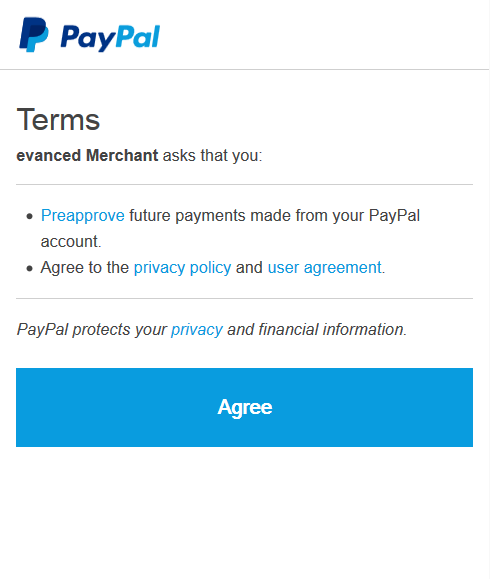 PayPal
Terms
evanced Merchant asks that you:
Preapprove future payments made from your PayPal
account.
Agree to the privacy policy and user agreement.
PayPal protects your privacy and financial information.
Agree